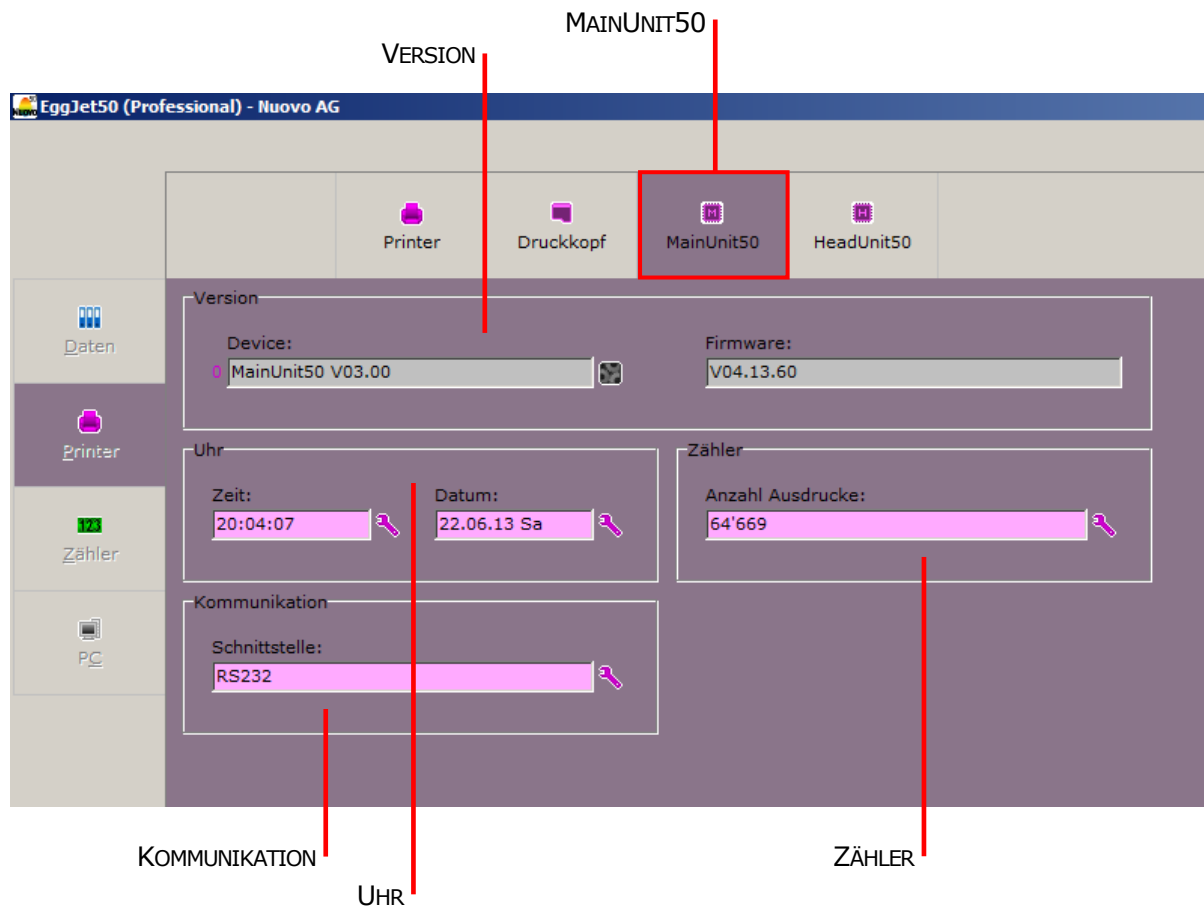 MAINUNIT50
VERSION
EggJet50 (Professional) - Nuovo AG
Printer
Druckkopf
MainUnit50
HeadUnit50
Daten
Printer
Zähler
PC
Version
Device:
Firmware:
0 MainUnit50 V03.00
V04.13.60
Uhr
Zeit:
Datum:
20:04:07
22.06.13 Sa
Zähler
Anzahl Ausdrucke:
64'669
Kommunikation
Schnittstelle:
RS232
KOMMUNIKATION
ZÄHLER
UHR